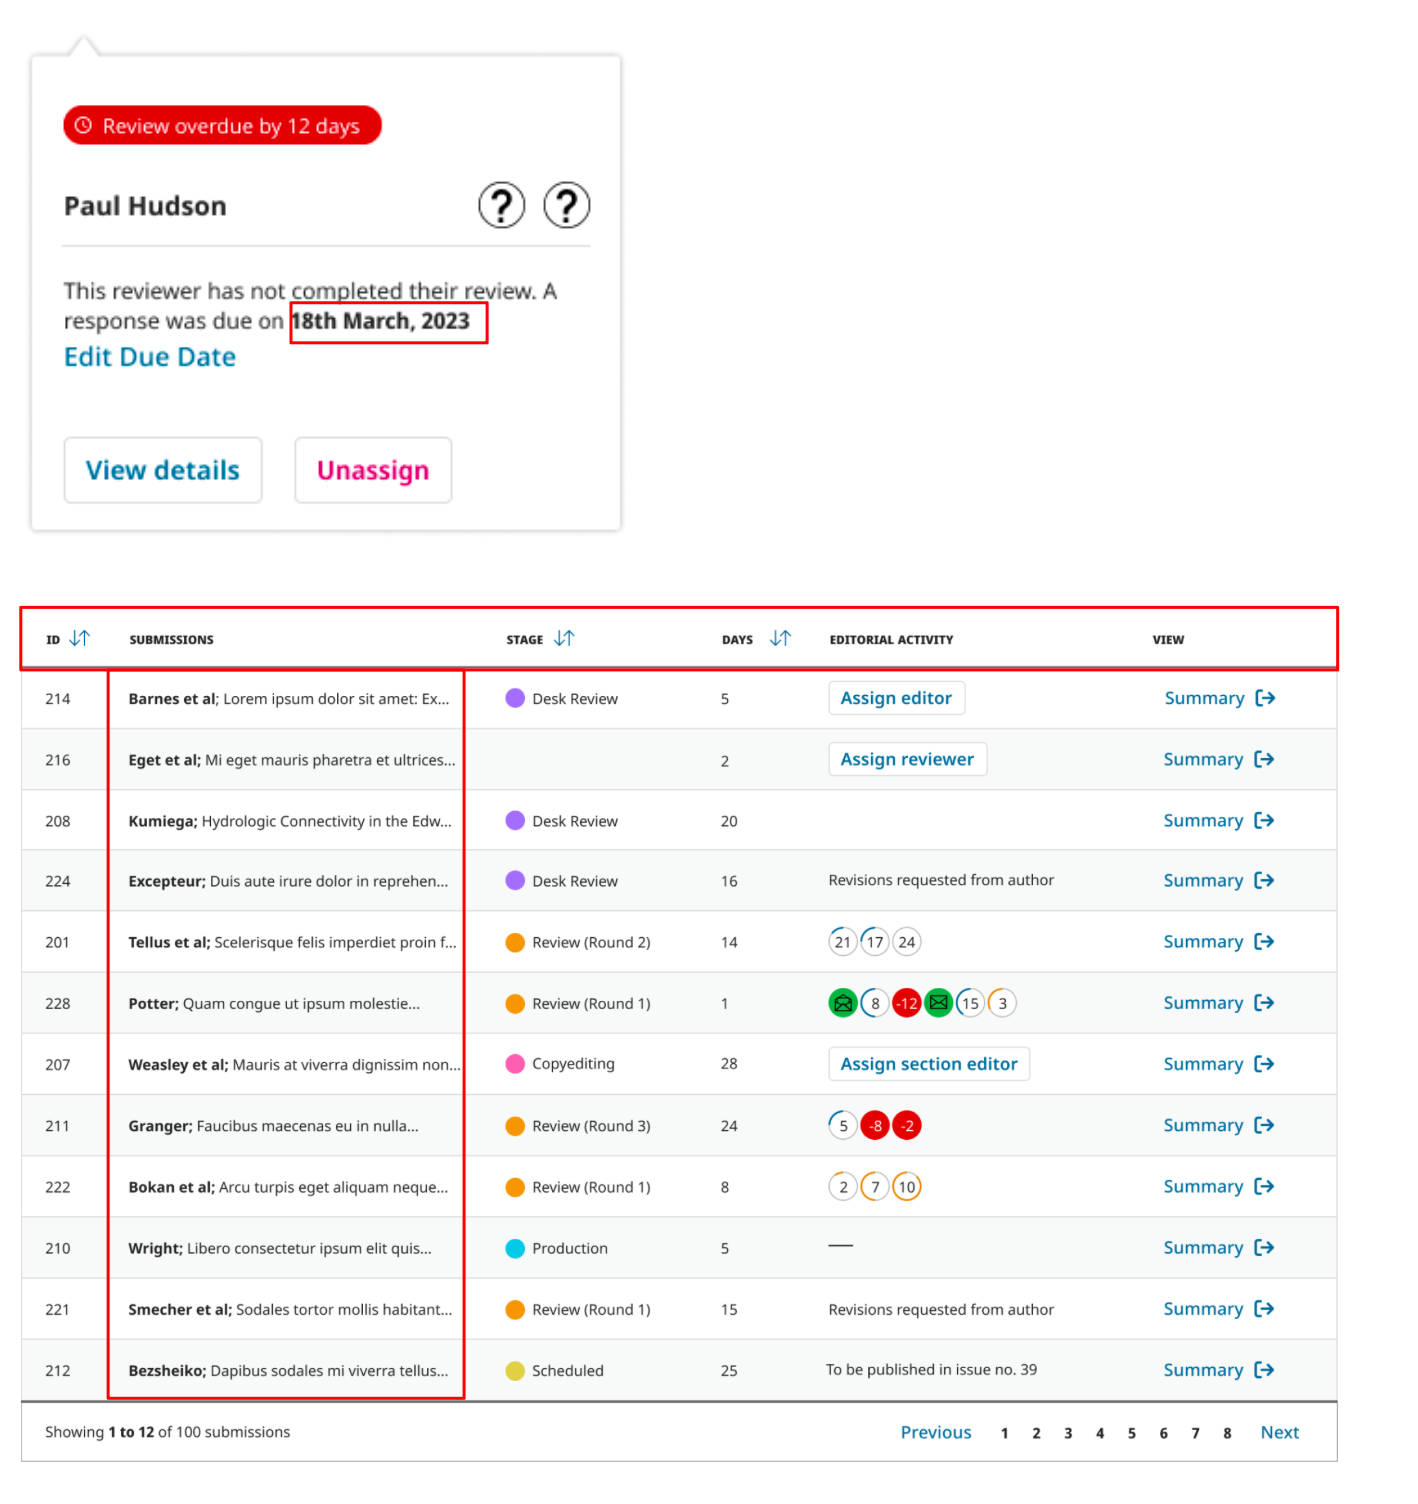 Review overdue by 12 days
Paul Hudson ? ?
This reviewer has not completed their review. A
response was due on 18th March, 2023
Edit Due Date
View details Unassign
ID SUBMISSIONS STAGE DAYS EDITORIAL ACTIVITY VIEW
214 Barnes et al; Lorem ipsum dolor sit amet: Ex... Desk Review 5 Assign editor Summary
216 Eget et al; Mi eget mauris pharetra et ultrices... 2 Assign reviewer Summary
208 Kumiega; Hydrologic Connectivity in the Edw... Desk Review 20 Summary
224 Excepteur; Duis aute irure dolor in reprehen... Desk Review 16 Revisions requested from author Summary
201 Tellus et al; Scelerisque felis imperdiet proin f... Review (Round 2) 14 21 17 24 Summary
228 Potter; Quam congue ut ipsum molestie... Review (Round 1) 1 8 -12 15 3 Summary
207 Weasley et al; Mauris at viverra dignissim non... Copyediting 28 Assign section editor Summary
211 Granger; Faucibus maecenas eu in nulla... Review (Round 3) 24 5 -8 -2 Summary
222 Bokan et al; Arcu turpis eget aliquam neque... Review (Round 1) 8 2 7 10 Summary
210 Wright; Libero consectetur ipsum elit quis... Production 5 — Summary
221 Smecher et al; Sodales tortor mollis habitant... Review (Round 1) 15 Revisions requested from author Summary
212 Bezsheiko; Dapibus sodales mi viverra tellus... Scheduled 25 To be published in issue no. 39 Summary
Showing 1 to 12 of 100 submissions Previous 1 2 3 4 5 6 7 8 Next